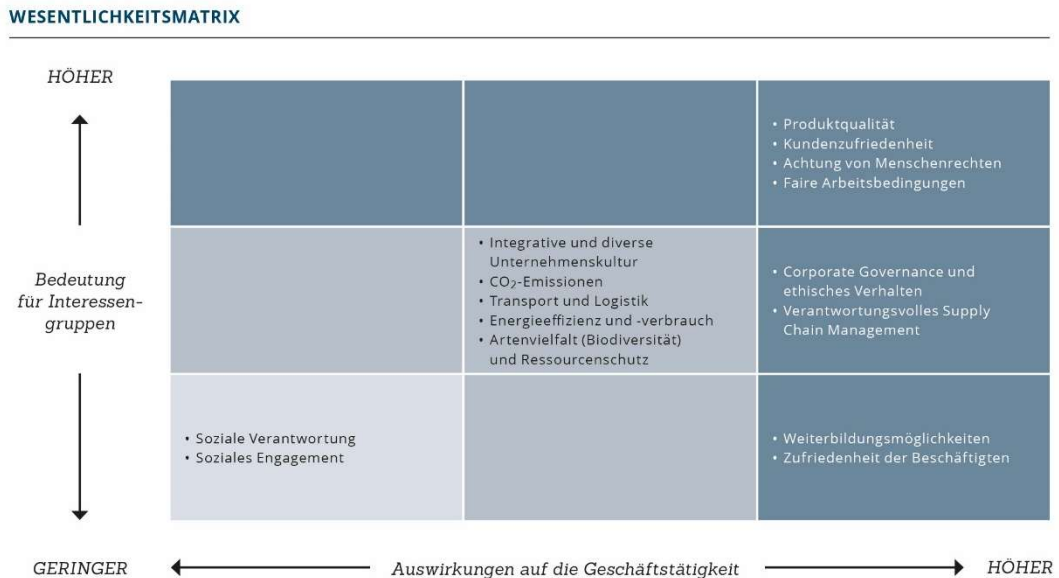 WESENTLICHKEITSMATRIX
HÖHER
• Produktqualität
• Kundenzufriedenheit
• Achtung von Menschenrechten
• Faire Arbeitsbedingungen
Bedeutung
für Interessen-
gruppen
• Integrative und diverse
Unternehmenskultur
• CO₂-Emissionen
• Transport und Logistik
• Energieeffizienz und -verbrauch
• Artenvielfalt (Biodiversität)
und Ressourcenschutz
• Corporate Governance und
ethisches Verhalten
• Verantwortungsvolles Supply
Chain Management
• Soziale Verantwortung
• Soziales Engagement
• Weiterbildungsmöglichkeiten
• Zufriedenheit der Beschäftigten
GERINGER
Auswirkungen auf die Geschäftstätigkeit
HÖHER